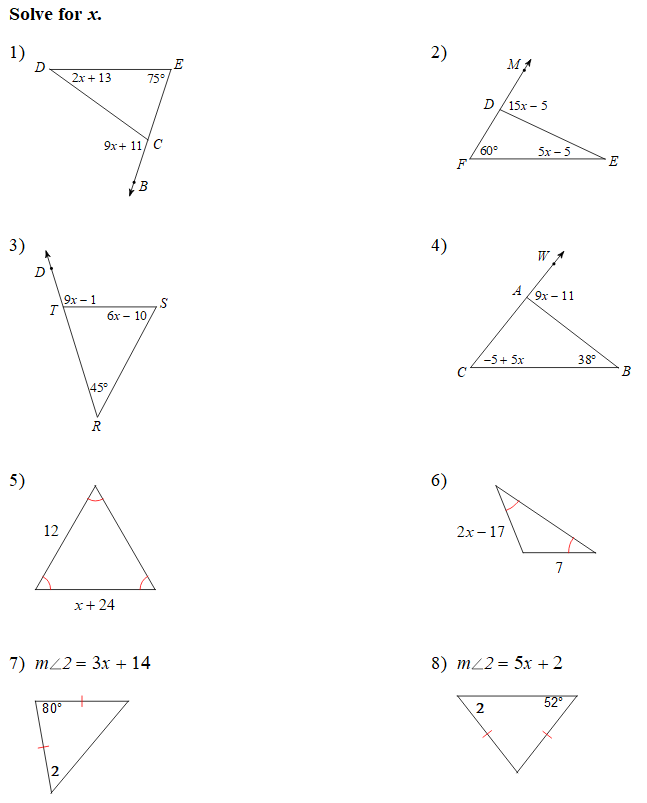 Solve for x.
1)
D
E
2x + 13
75°
9x + 11
C
B
2)
M
D
15x – 5
60°
5x – 5
F
E
3)
D
9x – 1
S
T
6x – 10
45°
R
4)
W
A
9x – 11
–5 + 5x
38°
C
B
5)
12
x + 24
6)
2x – 17
7
7) m∠2 = 3x + 14
80°
2
8) m∠2 = 5x + 2
2
52°